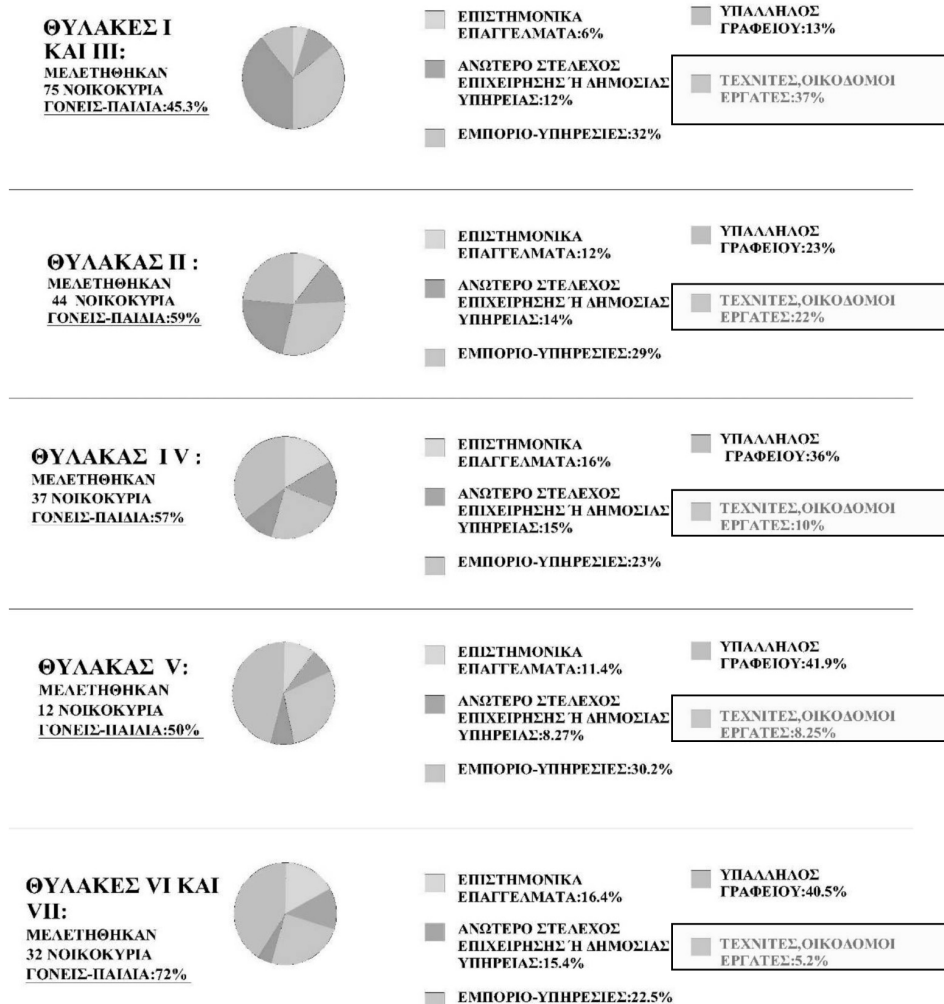 ΘΥΛΑΚΕΣ Ι
ΚΑΙ ΙΙΙ:
ΜΕΛΕΤΗΘΗΚΑΝ
75 ΝΟΙΚΟΚΥΡΙΑ
ΓΟΝΕΙΣ-ΠΑΙΔΙΑ:45.3%
ΕΠΙΣΤΗΜΟΝΙΚΑ
ΕΠΑΓΓΕΛΜΑΤΑ:6%
ΑΝΩΤΕΡΟ ΣΤΕΛΕΧΟΣ
ΕΠΙΧΕΙΡΗΣΗΣ Ή ΔΗΜΟΣΙΑΣ
ΥΠΗΡΕΙΑΣ:12%
ΕΜΠΟΡΙΟ-ΥΠΗΡΕΣΙΕΣ:32%
ΥΠΑΛΛΗΛΟΣ
ΓΡΑΦΕΙΟΥ:13%
ΤΕΧΝΙΤΕΣ,ΟΙΚΟΔΟΜΟΙ
ΕΡΓΑΤΕΣ:37%
ΘΥΛΑΚΑΣ ΙΙ :
ΜΕΛΕΤΗΘΗΚΑΝ
44 ΝΟΙΚΟΚΥΡΙΑ
ΓΟΝΕΙΣ-ΠΑΙΔΙΑ:59%
ΕΠΙΣΤΗΜΟΝΙΚΑ
ΕΠΑΓΓΕΛΜΑΤΑ:12%
ΑΝΩΤΕΡΟ ΣΤΕΛΕΧΟΣ
ΕΠΙΧΕΙΡΗΣΗΣ Ή ΔΗΜΟΣΙΑΣ
ΥΠΗΡΕΙΑΣ:14%
ΕΜΠΟΡΙΟ-ΥΠΗΡΕΣΙΕΣ:29%
ΥΠΑΛΛΗΛΟΣ
ΓΡΑΦΕΙΟΥ:23%
ΤΕΧΝΙΤΕΣ,ΟΙΚΟΔΟΜΟΙ
ΕΡΓΑΤΕΣ:22%
ΘΥΛΑΚΑΣ Ι V :
ΜΕΛΕΤΗΘΗΚΑΝ
37 ΝΟΙΚΟΚΥΡΙΑ
ΓΟΝΕΙΣ-ΠΑΙΔΙΑ:57%
ΕΠΙΣΤΗΜΟΝΙΚΑ
ΕΠΑΓΓΕΛΜΑΤΑ:16%
ΑΝΩΤΕΡΟ ΣΤΕΛΕΧΟΣ
ΕΠΙΧΕΙΡΗΣΗΣ Ή ΔΗΜΟΣΙΑΣ
ΥΠΗΡΕΙΑΣ:15%
ΕΜΠΟΡΙΟ-ΥΠΗΡΕΣΙΕΣ:23%
ΥΠΑΛΛΗΛΟΣ
ΓΡΑΦΕΙΟΥ:36%
ΤΕΧΝΙΤΕΣ,ΟΙΚΟΔΟΜΟΙ
ΕΡΓΑΤΕΣ:10%
ΘΥΛΑΚΑΣ V:
ΜΕΛΕΤΗΘΗΚΑΝ
12 ΝΟΙΚΟΚΥΡΙΑ
ΓΟΝΕΙΣ-ΠΑΙΔΙΑ:50%
ΕΠΙΣΤΗΜΟΝΙΚΑ
ΕΠΑΓΓΕΛΜΑΤΑ:11.4%
ΑΝΩΤΕΡΟ ΣΤΕΛΕΧΟΣ
ΕΠΙΧΕΙΡΗΣΗΣ Ή ΔΗΜΟΣΙΑΣ
ΥΠΗΡΕΙΑΣ:8.27%
ΕΜΠΟΡΙΟ-ΥΠΗΡΕΣΙΕΣ:30.2%
ΥΠΑΛΛΗΛΟΣ
ΓΡΑΦΕΙΟΥ:41.9%
ΤΕΧΝΙΤΕΣ,ΟΙΚΟΔΟΜΟΙ
ΕΡΓΑΤΕΣ:8.25%
ΘΥΛΑΚΕΣ VI ΚΑΙ
VII:
ΜΕΛΕΤΗΘΗΚΑΝ
32 ΝΟΙΚΟΚΥΡΙΑ
ΓΟΝΕΙΣ-ΠΑΙΔΙΑ:72%
ΕΠΙΣΤΗΜΟΝΙΚΑ
ΕΠΑΓΓΕΛΜΑΤΑ:16.4%
ΑΝΩΤΕΡΟ ΣΤΕΛΕΧΟΣ
ΕΠΙΧΕΙΡΗΣΗΣ Ή ΔΗΜΟΣΙΑΣ
ΥΠΗΡΕΙΑΣ:15.4%
ΕΜΠΟΡΙΟ-ΥΠΗΡΕΣΙΕΣ:22.5%
ΥΠΑΛΛΗΛΟΣ
ΓΡΑΦΕΙΟΥ:40.5%
ΤΕΧΝΙΤΕΣ,ΟΙΚΟΔΟΜΟΙ
ΕΡΓΑΤΕΣ:5.2%